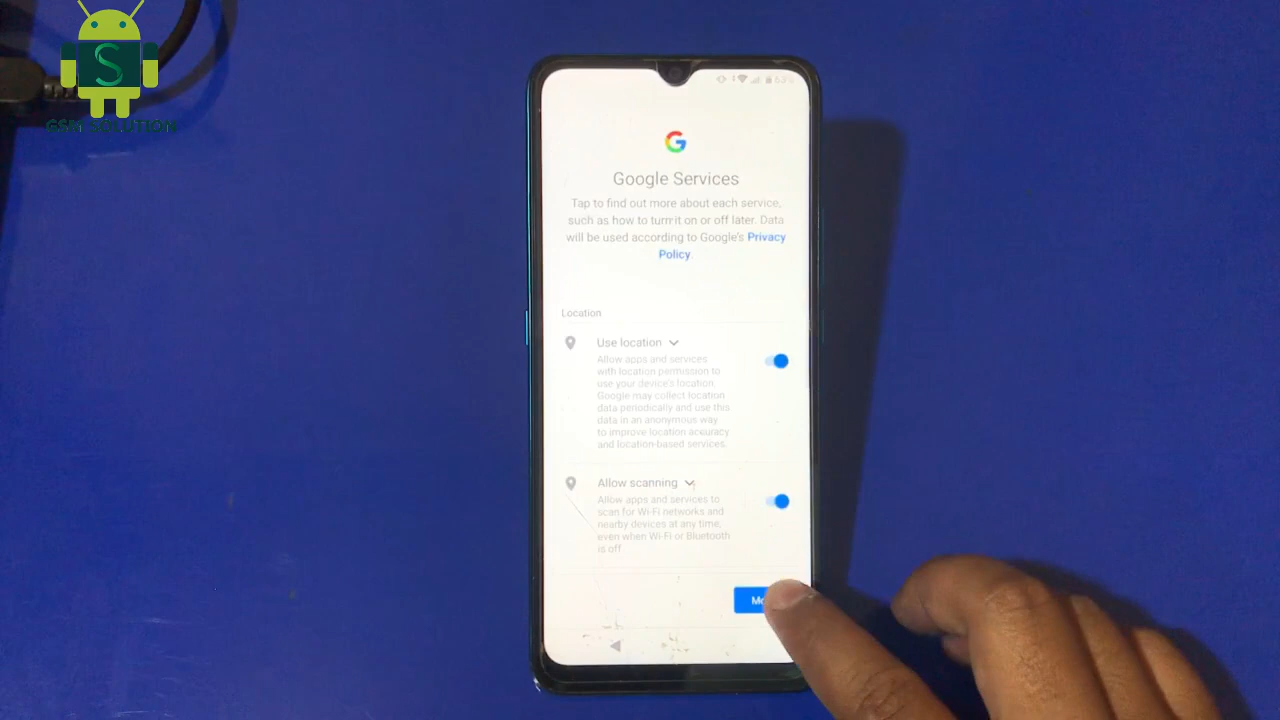 S
GSM SOLUTION
63%
Google Services
Tap to find out more about each service,
such as how to turn it on or off later. Data
will be used according to Google's Privacy
Policy.
Location
Use location
Allow apps and services
with location permission to
use your device's location.
Google may collect location
data periodically and use this
data in an anonymous way
to improve location accuracy
and location-based services.
Allow scanning
Allow apps and services to
scan for Wi-Fi networks and
nearby devices at any time,
even when Wi-Fi or Bluetooth
is off